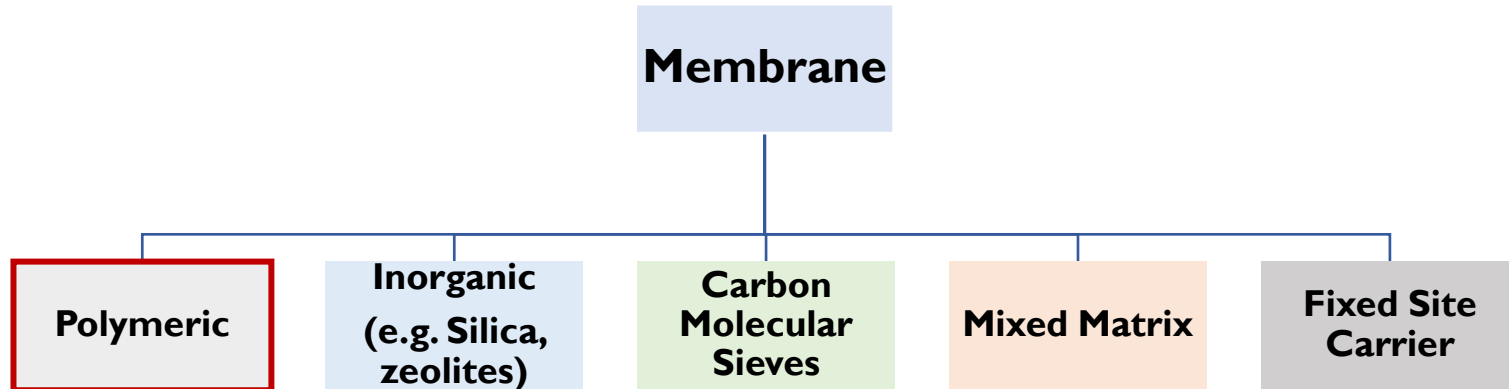 Membrane
Polymeric
Inorganic
(e.g. Silica,
zeolites)
Carbon
Molecular
Sieves
Mixed Matrix
Fixed Site
Carrier